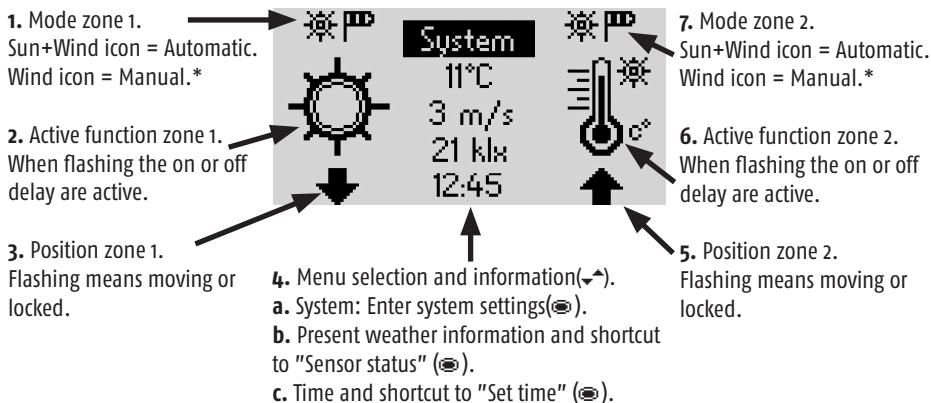 1. Mode zone 1.
Sun+Wind icon = Automatic.
Wind icon = Manual.*
2. Active function zone 1.
When flashing the on or off
delay are active.
3. Position zone 1.
Flashing means moving or
locked.
System
11°C
3 m/s
21 klx
12:45
c°
4. Menu selection and information().
a. System: Enter system settings().
b. Present weather information and shortcut
to "Sensor status" ().
c. Time and shortcut to "Set time" ().
7. Mode zone 2.
Sun+Wind icon = Automatic.
Wind icon = Manual.*
6. Active function zone 2.
When flashing the on or off
delay are active.
5. Position zone 2.
Flashing means moving or
locked.